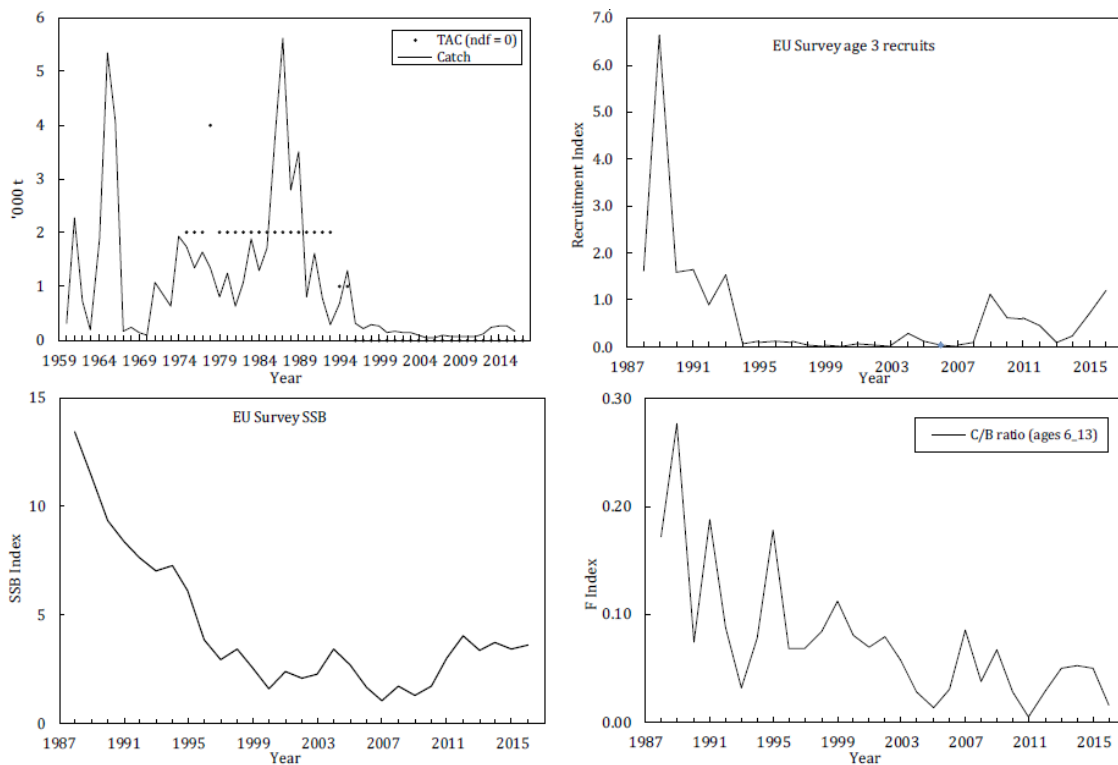 6
5
4
3
2
1
0
'000 t
TAC (ndf = 0)
Catch
1959 1964 1969 1974 1979 1984 1989 1994 1999 2004 2009 2014
Year
7.0
6.0
5.0
4.0
3.0
2.0
1.0
0.0
Recruitment Index
EU Survey age 3 recruits
1987 1991 1995 1999 2003 2007 2011 2015
Year
15
10
5
0
SSB Index
EU Survey SSB
1987 1991 1995 1999 2003 2007 2011 2015
Year
0.30
0.20
0.10
0.00
F Index
C/B ratio (ages 6_13)
1987 1991 1995 1999 2003 2007 2011 2015
Year